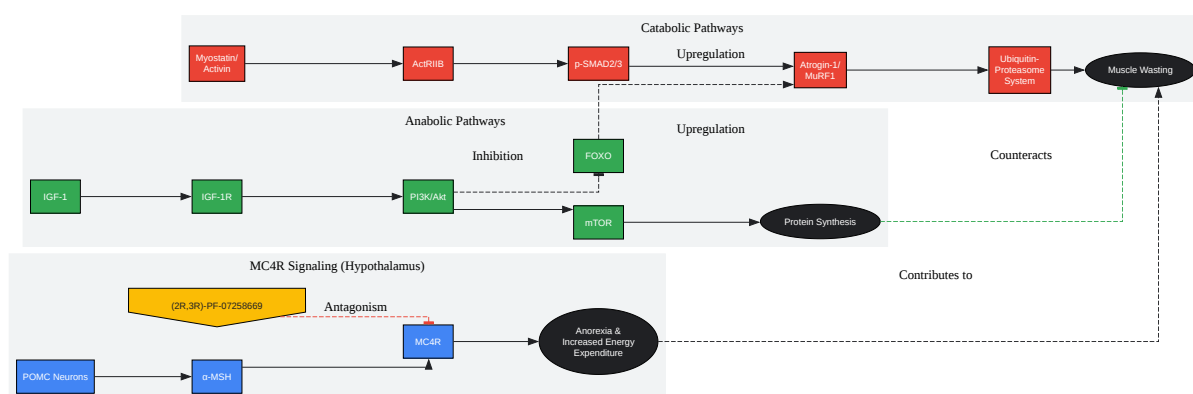 Catabolic Pathways
Myostatin/
Activin
ActRIIB
p-SMAD2/3
Upregulation
Atrogin-1/
MuRF1
Ubiquitin-
Proteasome
System
Muscle Wasting
Anabolic Pathways
Upregulation
Inhibition
FOXO
Counteracts
IGF-1
IGF-1R
PI3K/Akt
mTOR
Protein Synthesis
MC4R Signaling (Hypothalamus)
Contributes to
(2R,3R)-PF-07258669
Antagonism
MC4R
Anorexia &
Increased Energy
Expenditure
POMC Neurons
α-MSH